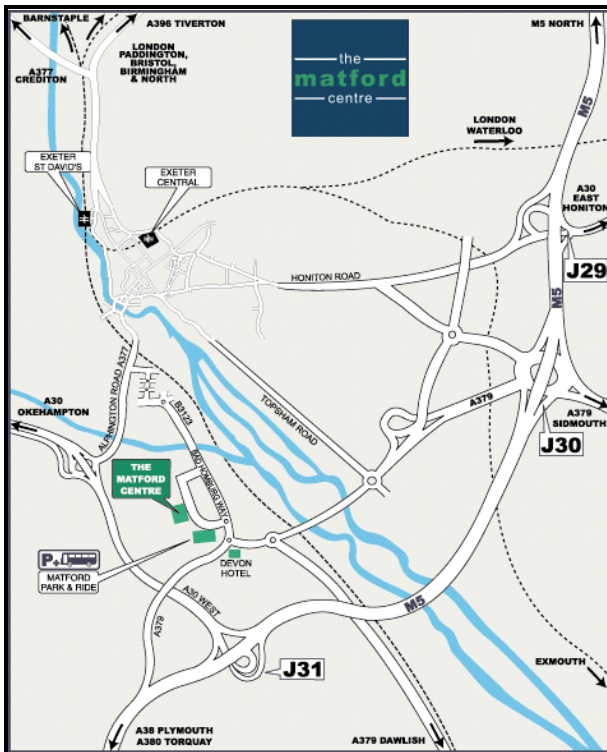 BARNSTAPLE
A396 TIVERTON
M5 NORTH
LONDON
PADDINGTON,
BRISTOL,
BIRMINGHAM
& NORTH
A377
CREDITON
the
matford
centre
M5
LONDON
WATERLOO
EXETER
ST DAVID'S
EXETER
CENTRAL
A30
EAST
HONITON
J29
HONITON ROAD
M5
ALPHINGTON ROAD A377
A30
OKEHAMPTON
B3123
TOPSHAM ROAD
A379
A379
SIDMOUTH
J30
THE
MATFORD
CENTRE
BAD HOMBURG WAY
P+
MATFORD
PARK & RIDE
DEVON
HOTEL
A30 WEST
A379
M5
J31
EXMOUTH
A38 PLYMOUTH
A380 TORQUAY
A379 DAWLISH